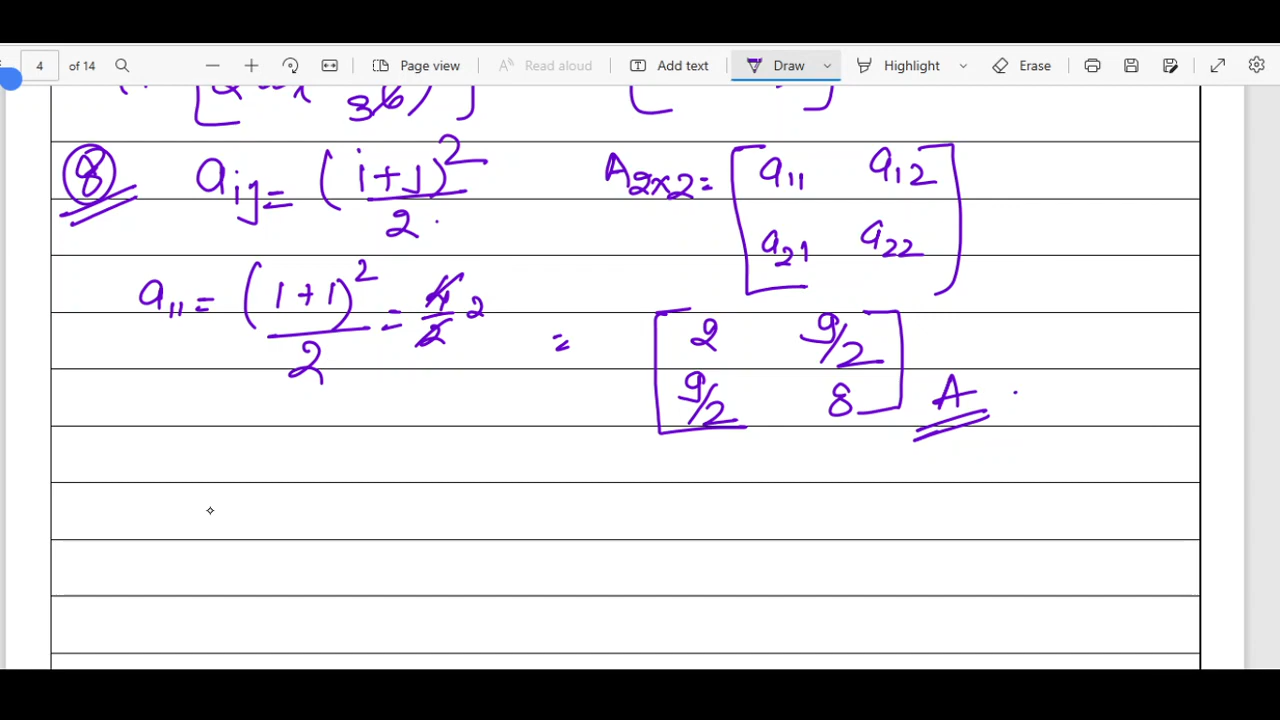 4 of 14 Page view Read aloud Add text Draw Highlight Erase
8 aij = (i+j)²/2 A2x2 = [a11 a12
a21 a22]
a11 = (1+1)²/2 = 4/2 2
= [2 9/2
9/2 8] A